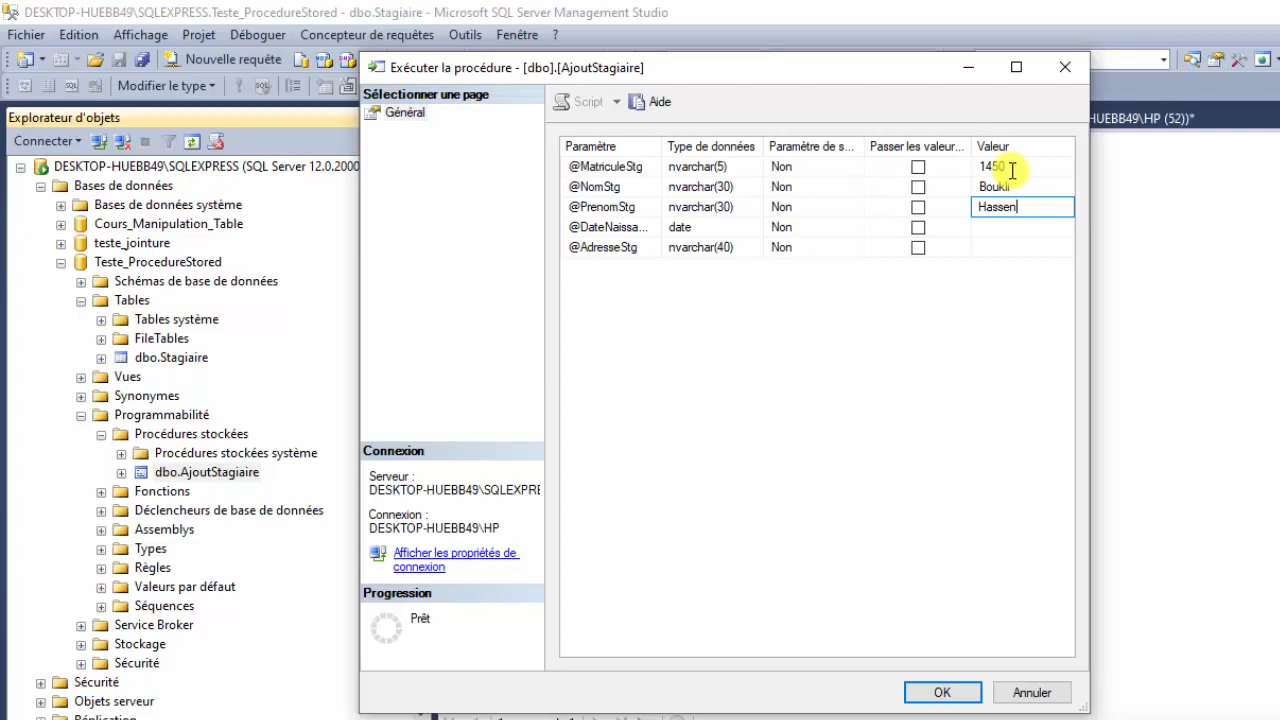 DESKTOP-HUEBB49\SQLEXPRESS.Teste_ProcedureStored - dbo.Stagiaire - Microsoft SQL Server Management Studio
Fichier Edition Affichage Projet Déboguer Concepteur de requêtes Outils Fenêtre ?
Nouvelle requête
Modifier le type
Explorateur d'objets
Connecter
DESKTOP-HUEBB49\SQLEXPRESS (SQL Server 12.0.2000
Bases de données
Bases de données système
Cours_Manipulation_Table
teste_jointure
Teste_ProcedureStored
Schémas de base de données
Tables
Tables système
FileTables
dbo.Stagiaire
Vues
Synonymes
Programmabilité
Procédures stockées
Procédures stockées système
dbo.AjoutStagiaire
Fonctions
Déclencheurs de base de données
Assemblys
Types
Règles
Valeurs par défaut
Séquences
Service Broker
Stockage
Sécurité
Sécurité
Objets serveur
Réplication
Exécuter la procédure - [dbo].[AjoutStagiaire]
Sélectionner une page
Général
Script Aide
Paramètre Type de données Paramètre de s... Passer les valeur... Valeur
@MatriculeStg nvarchar(5) Non 1450
@NomStg nvarchar(30) Non Boukli
@PrenomStg nvarchar(30) Non Hassen
@DateNaissa... date Non
@AdresseStg nvarchar(40) Non
Connexion
Serveur :
DESKTOP-HUEBB49\SQLEXPRE
Connexion :
DESKTOP-HUEBB49\HP
Afficher les propriétés de
connexion
Progression
Prêt
OK Annuler
HUEBB49\HP (52))*